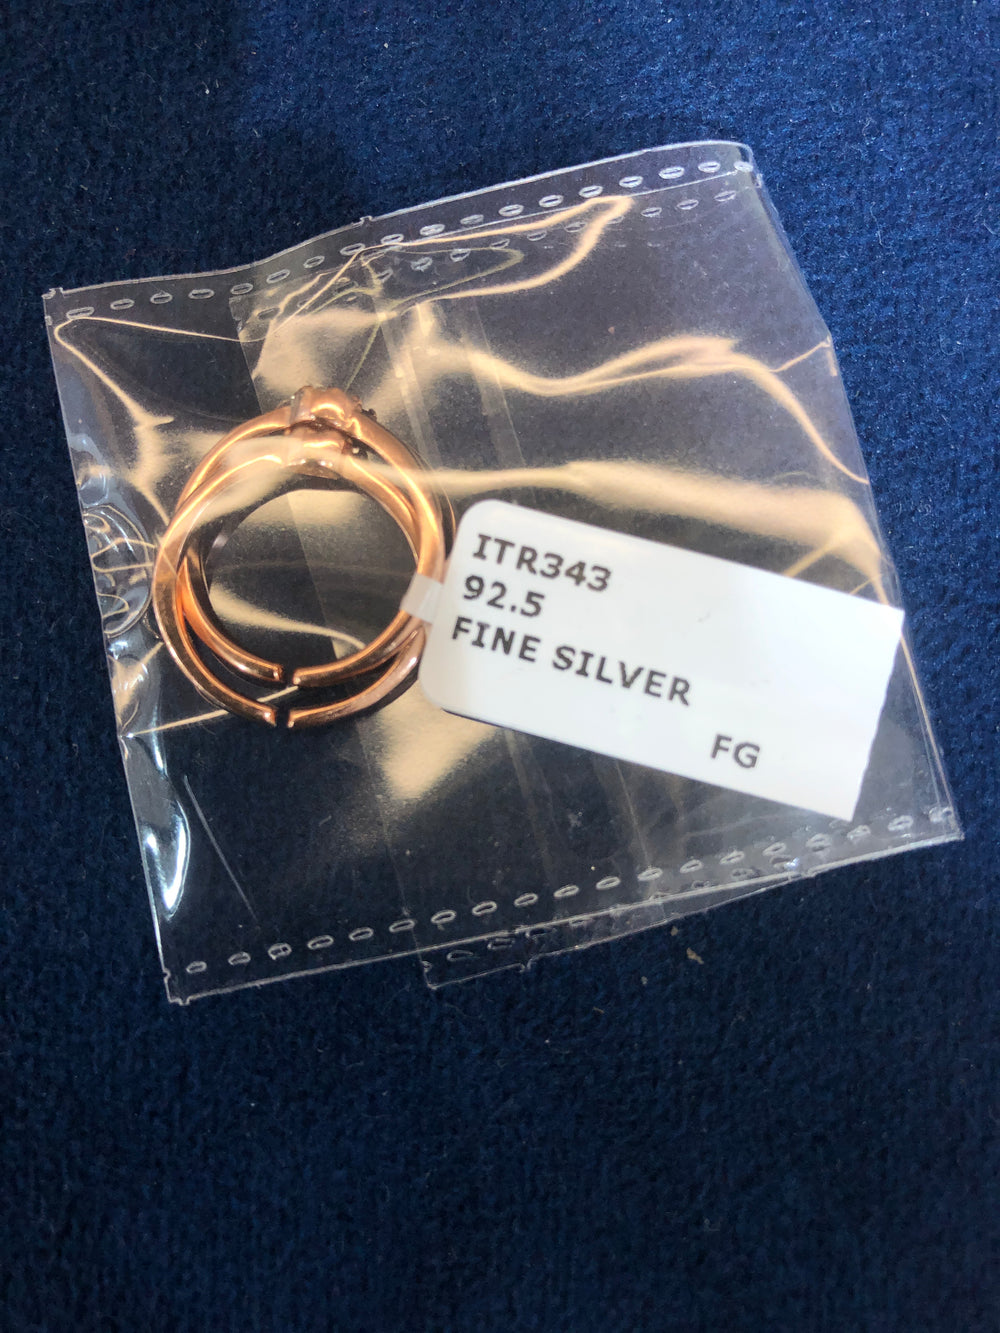 ITR343
92.5
FINE SILVER
FG